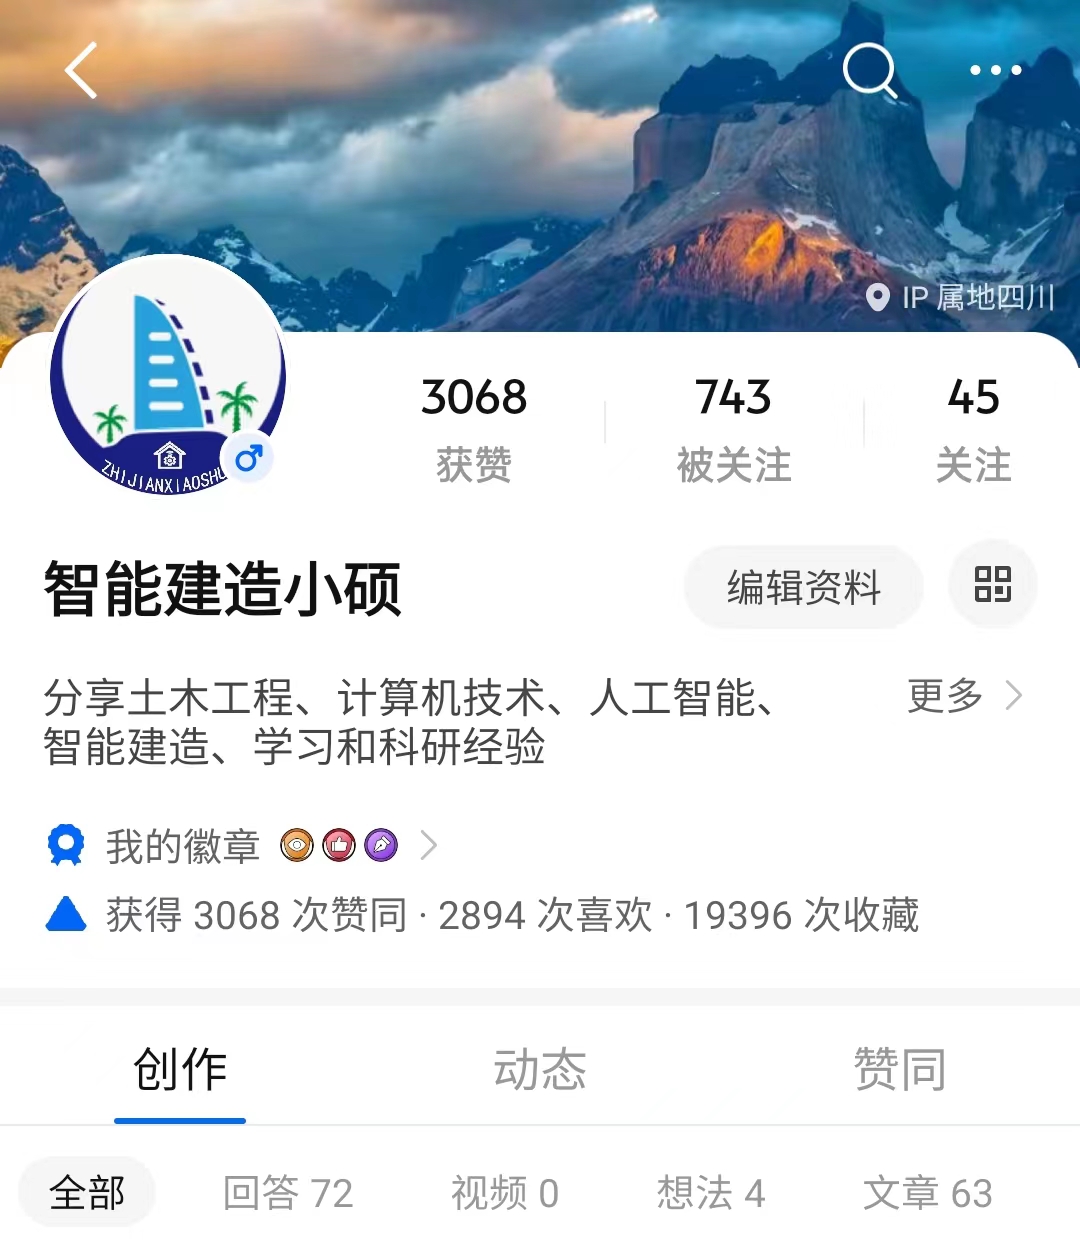 IP 属地四川
ZHIJIANXIAOSHU
3068
743
45
获赞
被关注
关注
智能建造小硕
编辑资料
分享土木工程、计算机技术、人工智能、
更多
智能建造、学习和科研经验
我的徽章
获得 3068 次赞同 · 2894 次喜欢 · 19396 次收藏
创作
动态
赞同
全部
回答 72
视频 0
想法 4
文章 63